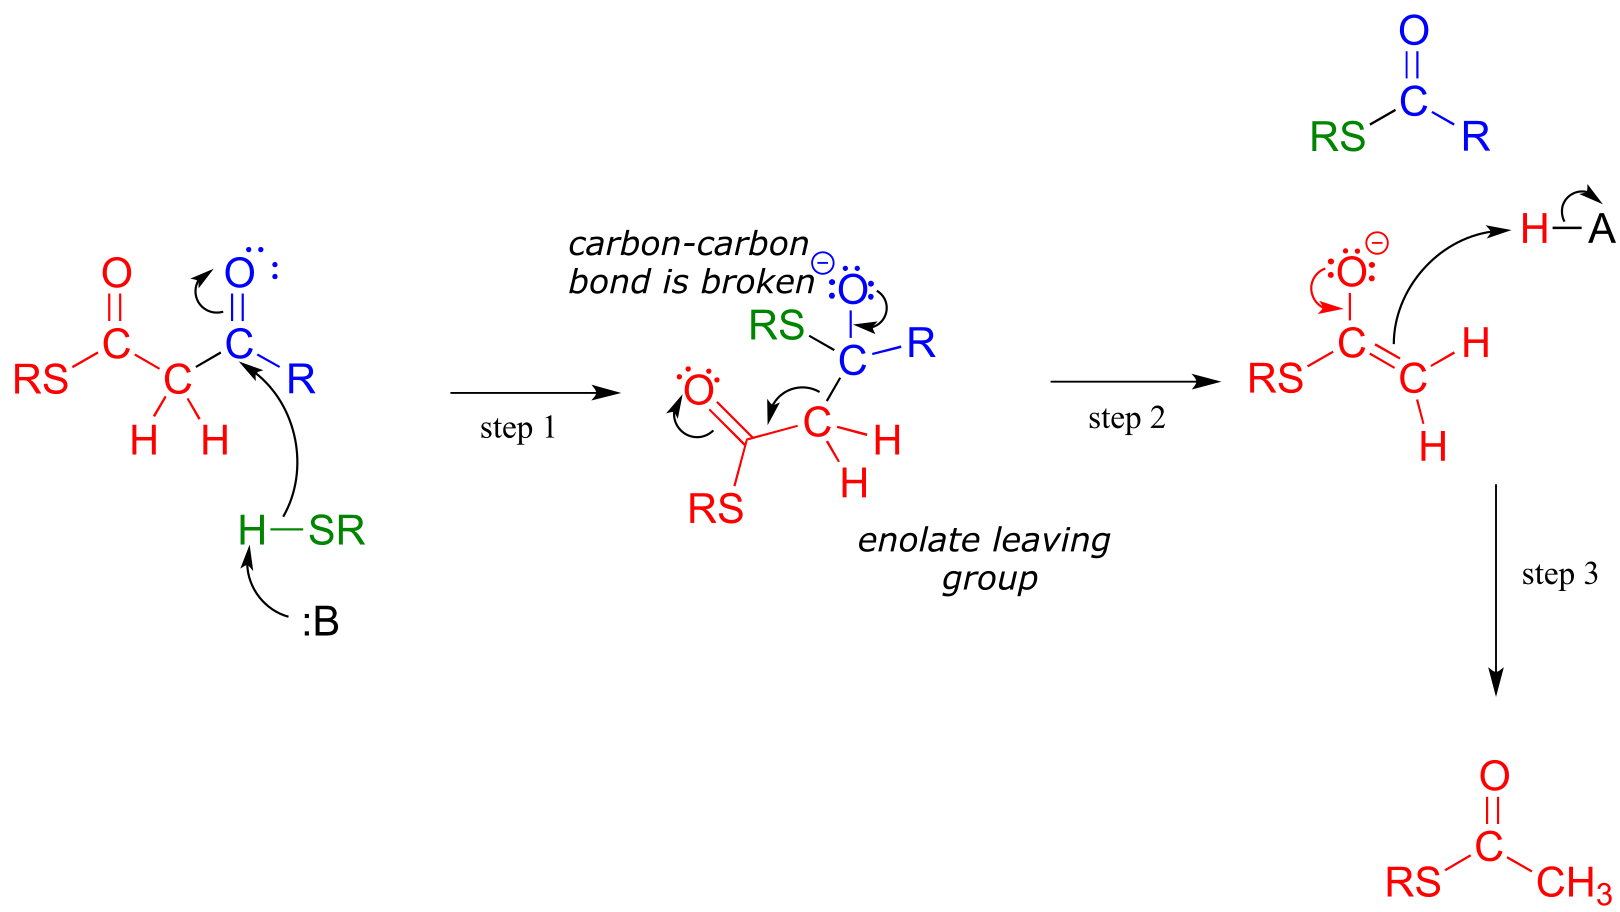 O
C
RS
R
carbon-carbon
bond is broken
⊖
O
RS
C
R
O
C
H
H
RS
O
O
RS
C
C
R
H
H
H—SR
:B
step 1
step 2
enolate leaving
group
H—A
⊖
O
C
C
H
RS
H
step 3
O
C
RS
CH₃